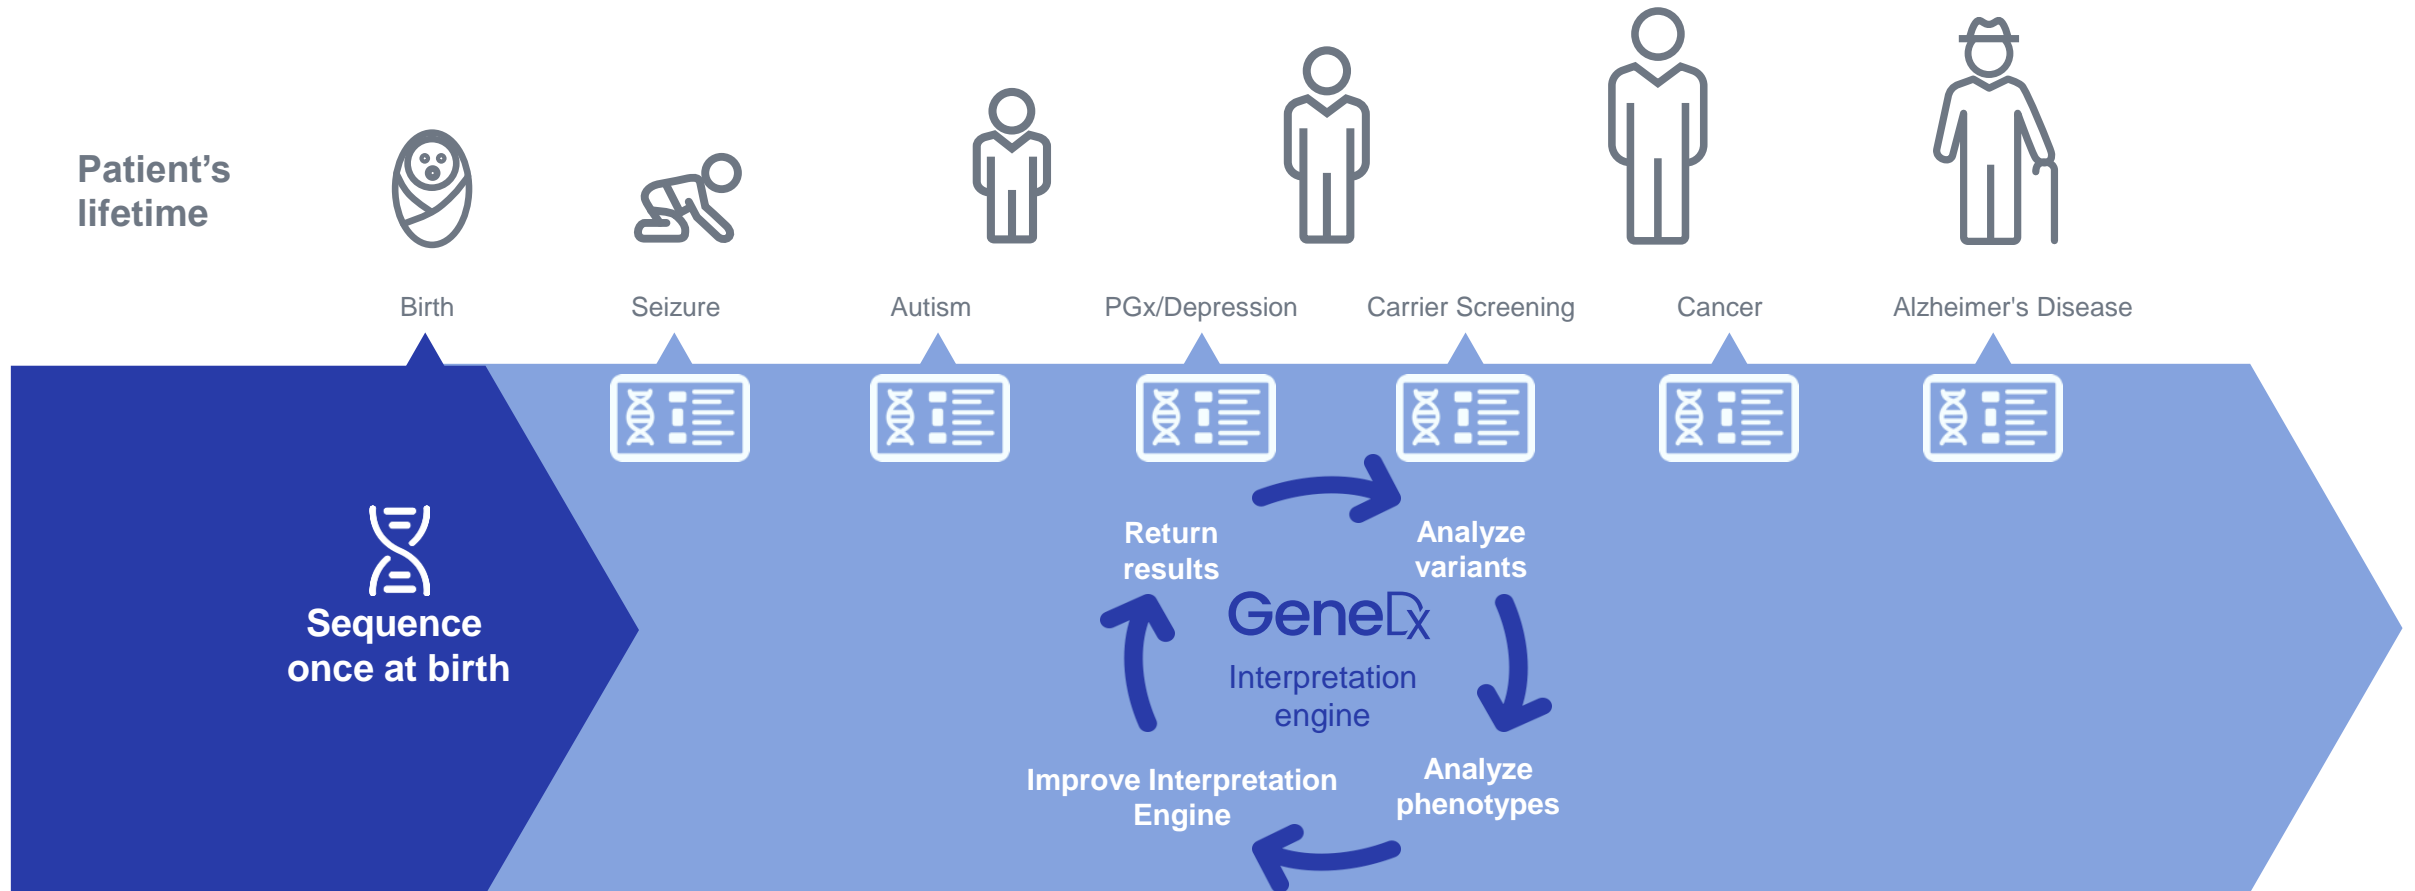 Patient’s
lifetime
Birth
Seizure
Autism
PGx/Depression
Carrier Screening
Cancer
Alzheimer's Disease
Sequence
once at birth
Return
results
Analyze
variants
GeneDx
Interpretation
engine
Improve Interpretation
Engine
Analyze
phenotypes